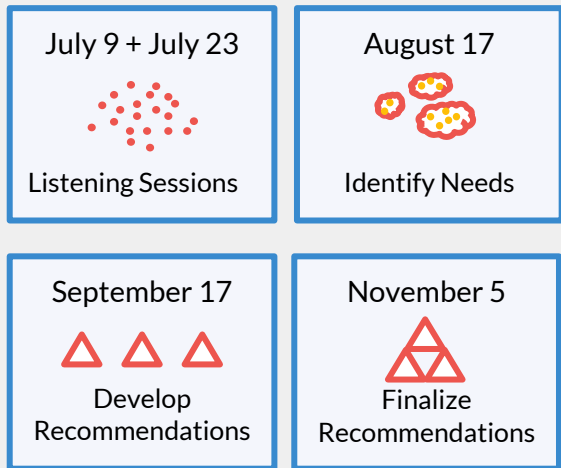 July 9 + July 23
Listening Sessions
August 17
Identify Needs
September 17
Develop
Recommendations
November 5
Finalize
Recommendations